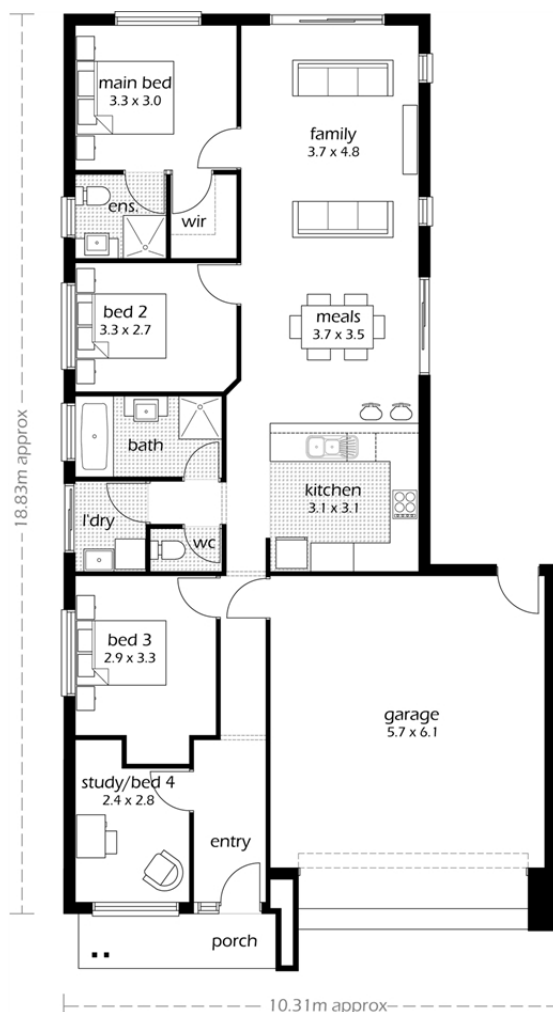 main bed
3.3 x 3.0
family
3.7 x 4.8
ens.
wir
bed 2
3.3 x 2.7
meals
3.7 x 3.5
bath
kitchen
3.1 x 3.1
l'dry
wc
bed 3
2.9 x 3.3
garage
5.7 x 6.1
study/bed 4
2.4 x 2.8
entry
porch
18.83m approx
10.31m approx